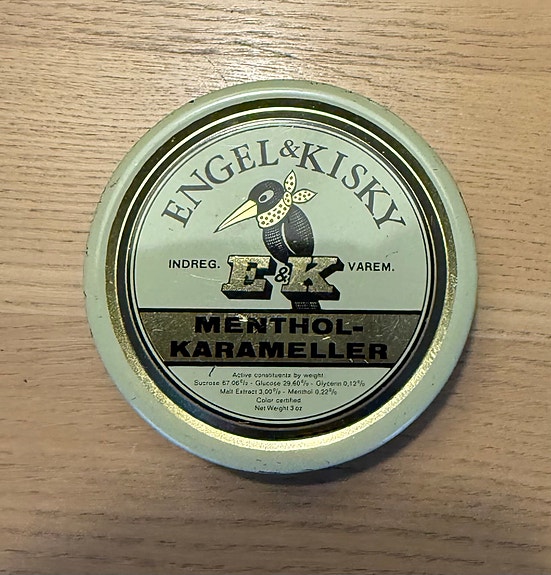 ENGEL & KISKY
INDREG. E&K VAREM.
MENTHOL-
KARAMELLER
Active constituents by weight:
Sucrose 67,06% - Glucose 29,60% - Glycerin 0,12%
Malt Extract 3,00% - Menthol 0,22%
Color certified
Net Weight 3 oz